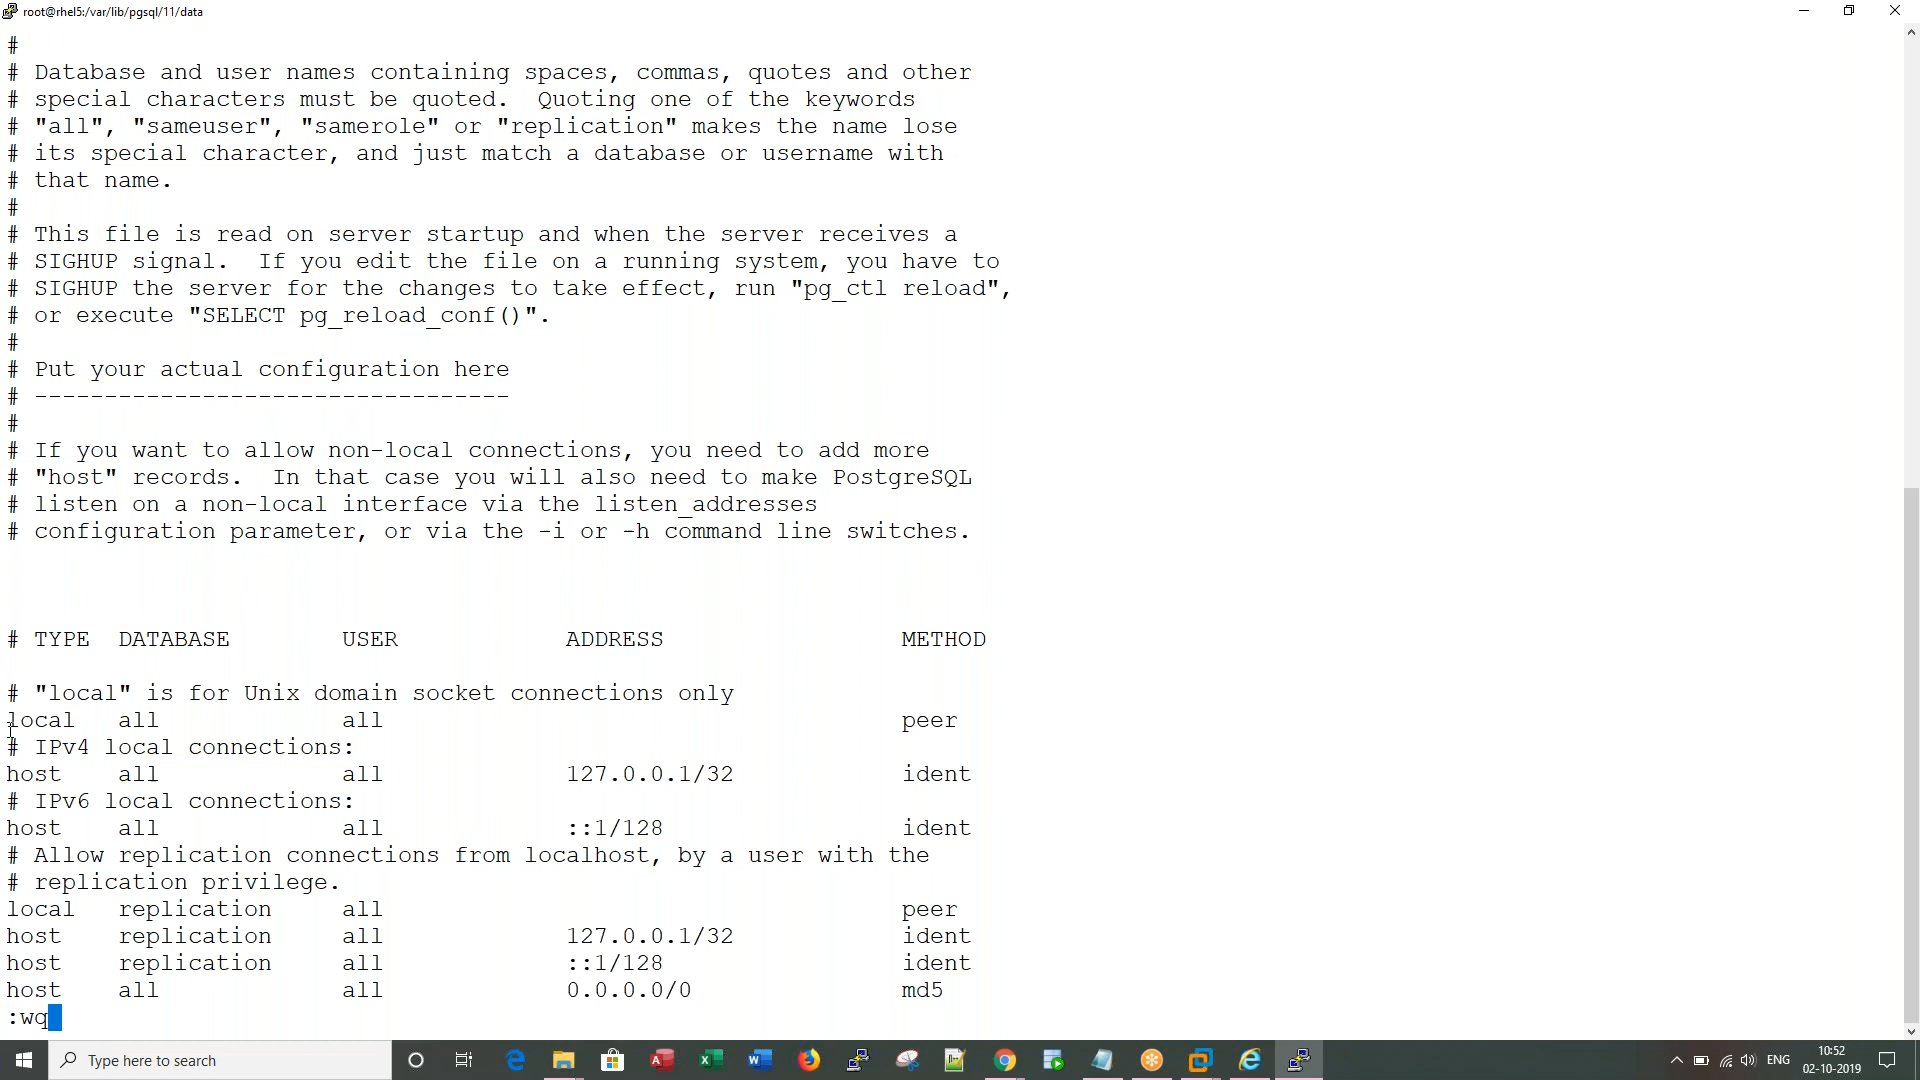 root@rhel5:/var/lib/pgsql/11/data
#
# Database and user names containing spaces, commas, quotes and other
# special characters must be quoted.  Quoting one of the keywords
# "all", "sameuser", "samerole" or "replication" makes the name lose
# its special character, and just match a database or username with
# that name.
#
# This file is read on server startup and when the server receives a
# SIGHUP signal.  If you edit the file on a running system, you have to
# SIGHUP the server for the changes to take effect, run "pg_ctl reload",
# or execute "SELECT pg_reload_conf()".
#
# Put your actual configuration here
# ----------------------------------
#
# If you want to allow non-local connections, you need to add more
# "host" records.  In that case you will also need to make PostgreSQL
# listen on a non-local interface via the listen_addresses
# configuration parameter, or via the -i or -h command line switches.
# TYPE  DATABASE        USER            ADDRESS                 METHOD
# "local" is for Unix domain socket connections only
local   all             all                                     peer
# IPv4 local connections:
host    all             all             127.0.0.1/32            ident
# IPv6 local connections:
host    all             all             ::1/128                 ident
# Allow replication connections from localhost, by a user with the
# replication privilege.
local   replication     all                                     peer
host    replication     all             127.0.0.1/32            ident
host    replication     all             ::1/128                 ident
host    all             all             0.0.0.0/0               md5
:wq
Type here to search
ENG
10:52
02-10-2019